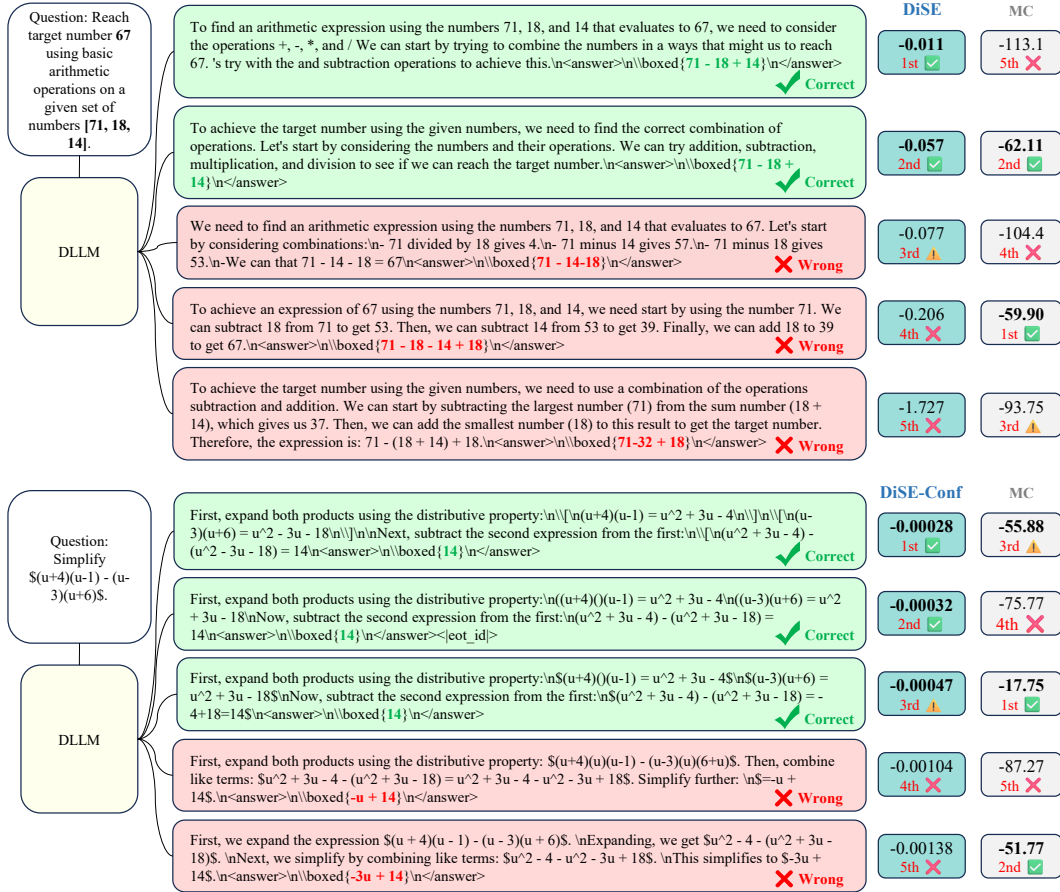 Question: Reach
target number 67
using basic
arithmetic
operations on a
given set of
numbers [71, 18,
14].
DLLM
To find an arithmetic expression using the numbers 71, 18, and 14 that evaluates to 67, we need to consider
the operations +, -, *, and / We can start by trying to combine the numbers in a ways that might us to reach
67. 's try with the and subtraction operations to achieve this.\n<answer>\n\\boxed{71 - 18 + 14}\n</answer>
Correct
To achieve the target number using the given numbers, we need to find the correct combination of
operations. Let's start by considering the numbers and their operations. We can try addition, subtraction,
multiplication, and division to see if we can reach the target number.\n<answer>\n\\boxed{71 - 18 +
14}\n</answer>
Correct
We need to find an arithmetic expression using the numbers 71, 18, and 14 that evaluates to 67. Let's start
by considering combinations:\n- 71 divided by 18 gives 4.\n- 71 minus 14 gives 57.\n- 71 minus 18 gives
53.\n-We can that 71 - 14 - 18 = 67\n<answer>\n\\boxed{71 - 14-18}\n</answer>
Wrong
To achieve an expression of 67 using the numbers 71, 18, and 14, we need start by using the number 71. We
can subtract 18 from 71 to get 53. Then, we can subtract 14 from 53 to get 39. Finally, we can add 18 to 39
to get 67.\n<answer>\n\\boxed{71 - 18 - 14 + 18}\n</answer>
Wrong
To achieve the target number using the given numbers, we need to use a combination of the operations
subtraction and addition. We can start by subtracting the largest number (71) from the sum number (18 +
14), which gives us 37. Then, we can add the smallest number (18) to this result to get the target number.
Therefore, the expression is: 71 - (18 + 14) + 18.\n<answer>\n\\boxed{71-32 + 18}\n</answer>
Wrong
DiSE MC
-0.011 -113.1
1st ✅ 5th ❌
-0.057 -62.11
2nd ✅ 2nd ✅
-0.077 -104.4
3rd ⚠️ 4th ❌
-0.206 -59.90
4th ❌ 1st ✅
-1.727 -93.75
5th ❌ 3rd ⚠️
Question:
Simplify
$(u+4)(u-1) - (u-
3)(u+6)$.
DLLM
First, expand both products using the distributive property:\n\\[\n(u+4)(u-1) = u^2 + 3u - 4\n\\]\n\\[\n(u-
3)(u+6) = u^2 - 3u - 18\n\\]\n\nNext, subtract the second expression from the first:\n\\[\n(u^2 + 3u - 4) -
(u^2 - 3u - 18) = 14\n<answer>\n\\boxed{14}\n</answer>
Correct
First, expand both products using the distributive property:\n((u+4)()(u-1) = u^2 + 3u - 4\n((u-3)(u+6) = u^2
+ 3u - 18\nNow, subtract the second expression from the first:\n(u^2 + 3u - 4) - (u^2 + 3u - 18) =
14\n<answer>\n\\boxed{14}\n</answer><|eot_id|>
Correct
First, expand both products using the distributive property:\n$(u+4)()(u-1) = u^2 + 3u - 4$\n$(u-3)(u+6) =
u^2 + 3u - 18$\nNow, subtract the second expression from the first:\n$(u^2 + 3u - 4) - (u^2 + 3u - 18) = -
4+18=14$\n<answer>\n\\boxed{14}\n</answer>
Correct
First, expand both products using the distributive property: $(u+4)(u)(u-1) - (u-3)(u)(6+u)$. Then, combine
like terms: $u^2 + 3u - 4 - (u^2 + 3u - 18) = u^2 + 3u - 4 - u^2 - 3u + 18$. Simplify further: \n$=-u +
14$.\n<answer>\n\\boxed{-u + 14}\n</answer>
Wrong
First, we expand the expression $(u + 4)(u - 1) - (u - 3)(u + 6)$. \nExpanding, we get $u^2 - 4 - (u^2 + 3u -
18)$. \nNext, we simplify by combining like terms: $u^2 - 4 - u^2 - 3u + 18$. \nThis simplifies to $-3u +
14$.\n<answer>\n\\boxed{-3u + 14}\n</answer>
Wrong
DiSE-Conf MC
-0.00028 -55.88
1st ✅ 3rd ⚠️
-0.00032 -75.77
2nd ✅ 4th ❌
-0.00047 -17.75
3rd ⚠️ 1st ✅
-0.00104 -87.27
4th ❌ 5th ❌
-0.00138 -51.77
5th ❌ 2nd ✅